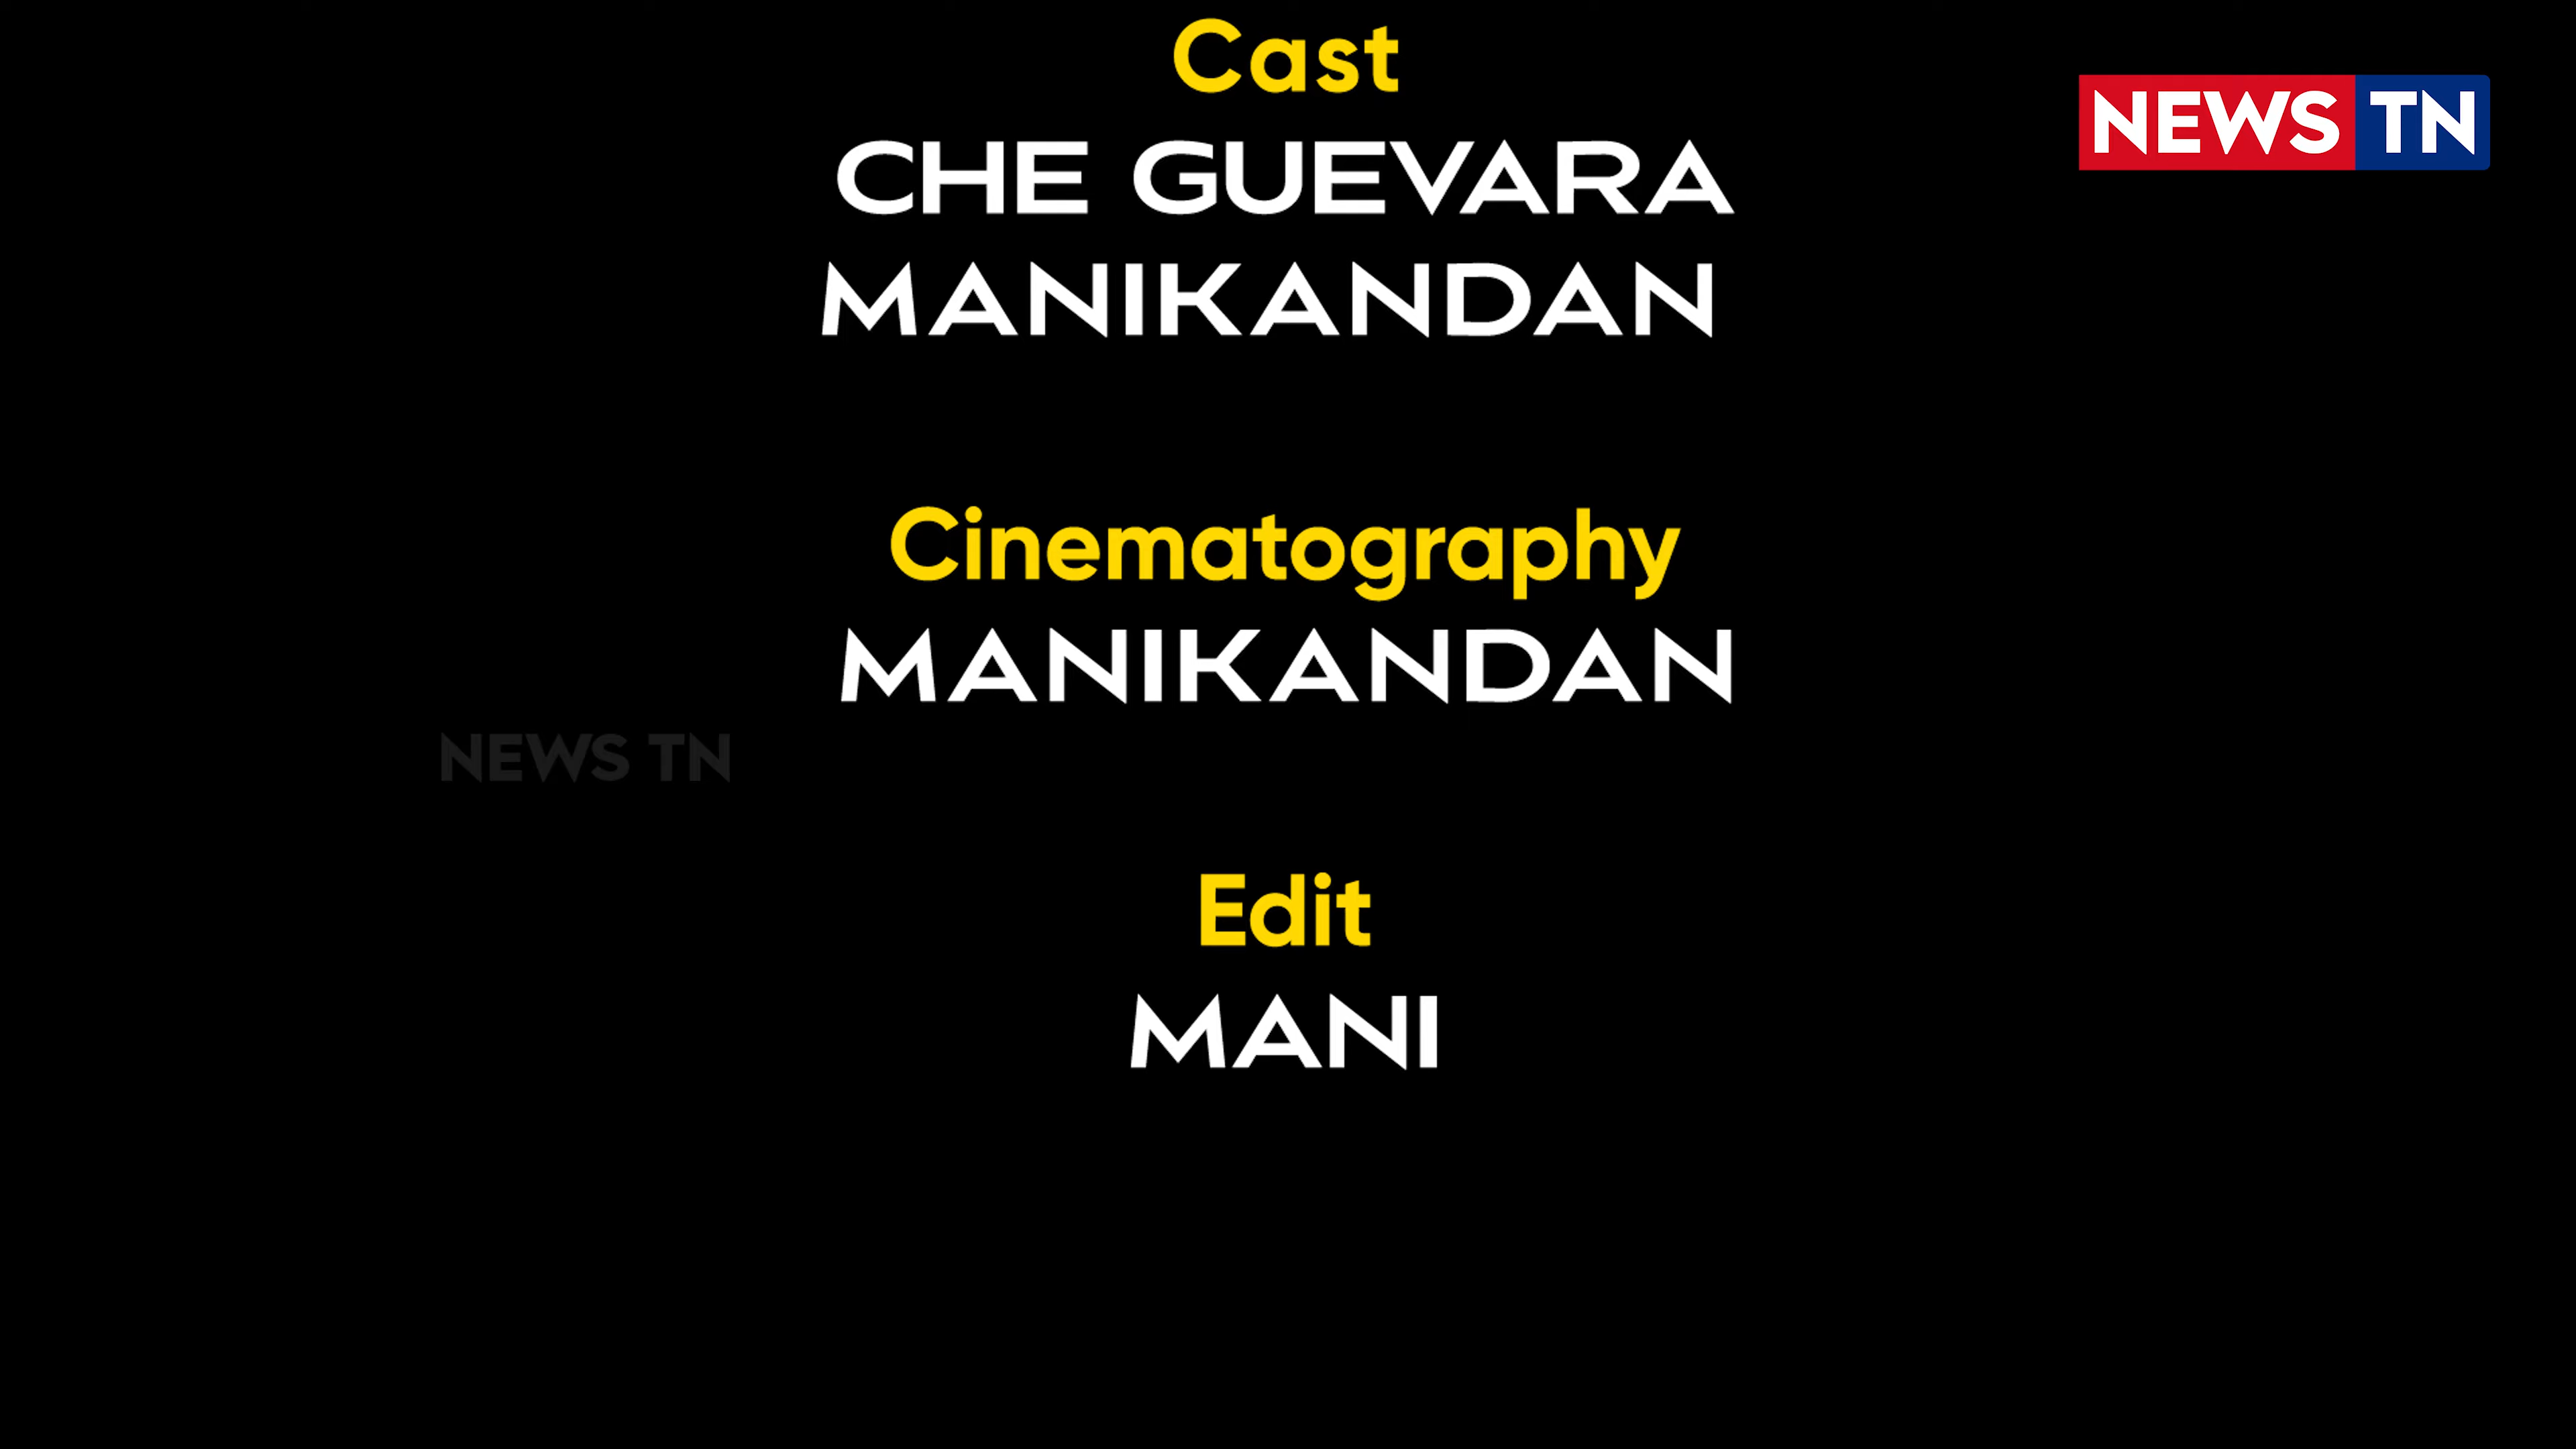 Cast
NEWS TN
CHE GUEVARA
MANIKANDAN
Cinematography
MANIKANDAN
NEWS TN
Edit
MANI